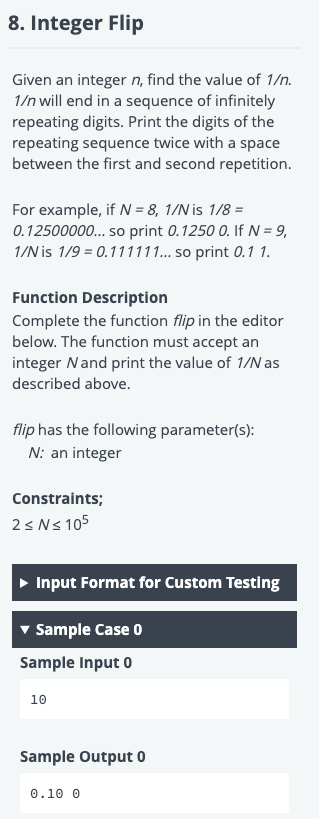 8. Integer Flip
Given an integer n, find the value of 1/n.
1/n will end in a sequence of infinitely
repeating digits. Print the digits of the
repeating sequence twice with a space
between the first and second repetition.
For example, if N = 8, 1/N is 1/8 =
0.12500000... so print 0.1250 0. If N = 9,
1/N is 1/9 = 0.111111... so print 0.1 1.
Function Description
Complete the function flip in the editor
below. The function must accept an
integer N and print the value of 1/N as
described above.
flip has the following parameter(s):
N: an integer
Constraints;
2 ≤ N ≤ 10⁵
▶ Input Format for Custom Testing
▼ Sample Case 0
Sample Input 0
10
Sample Output 0
0.10 0